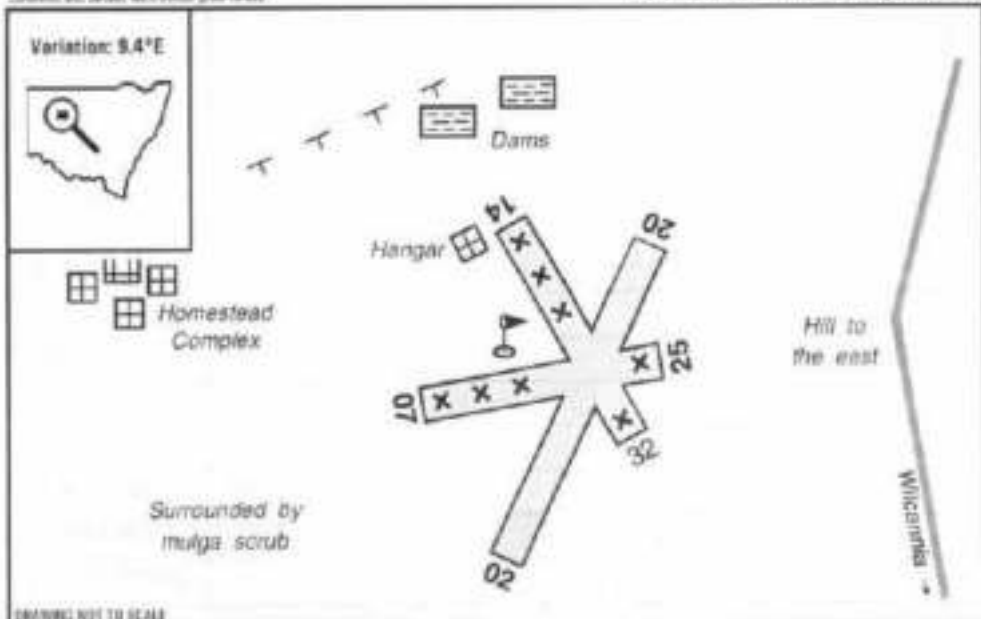 Variation: 9.4°E
Dams
14
20
Hangar
Homestead
Complex
Hill to
the east
25
07
32
Surrounded by
mulga scrub
Wilcannia
02
DRAWING NOT TO SCALE